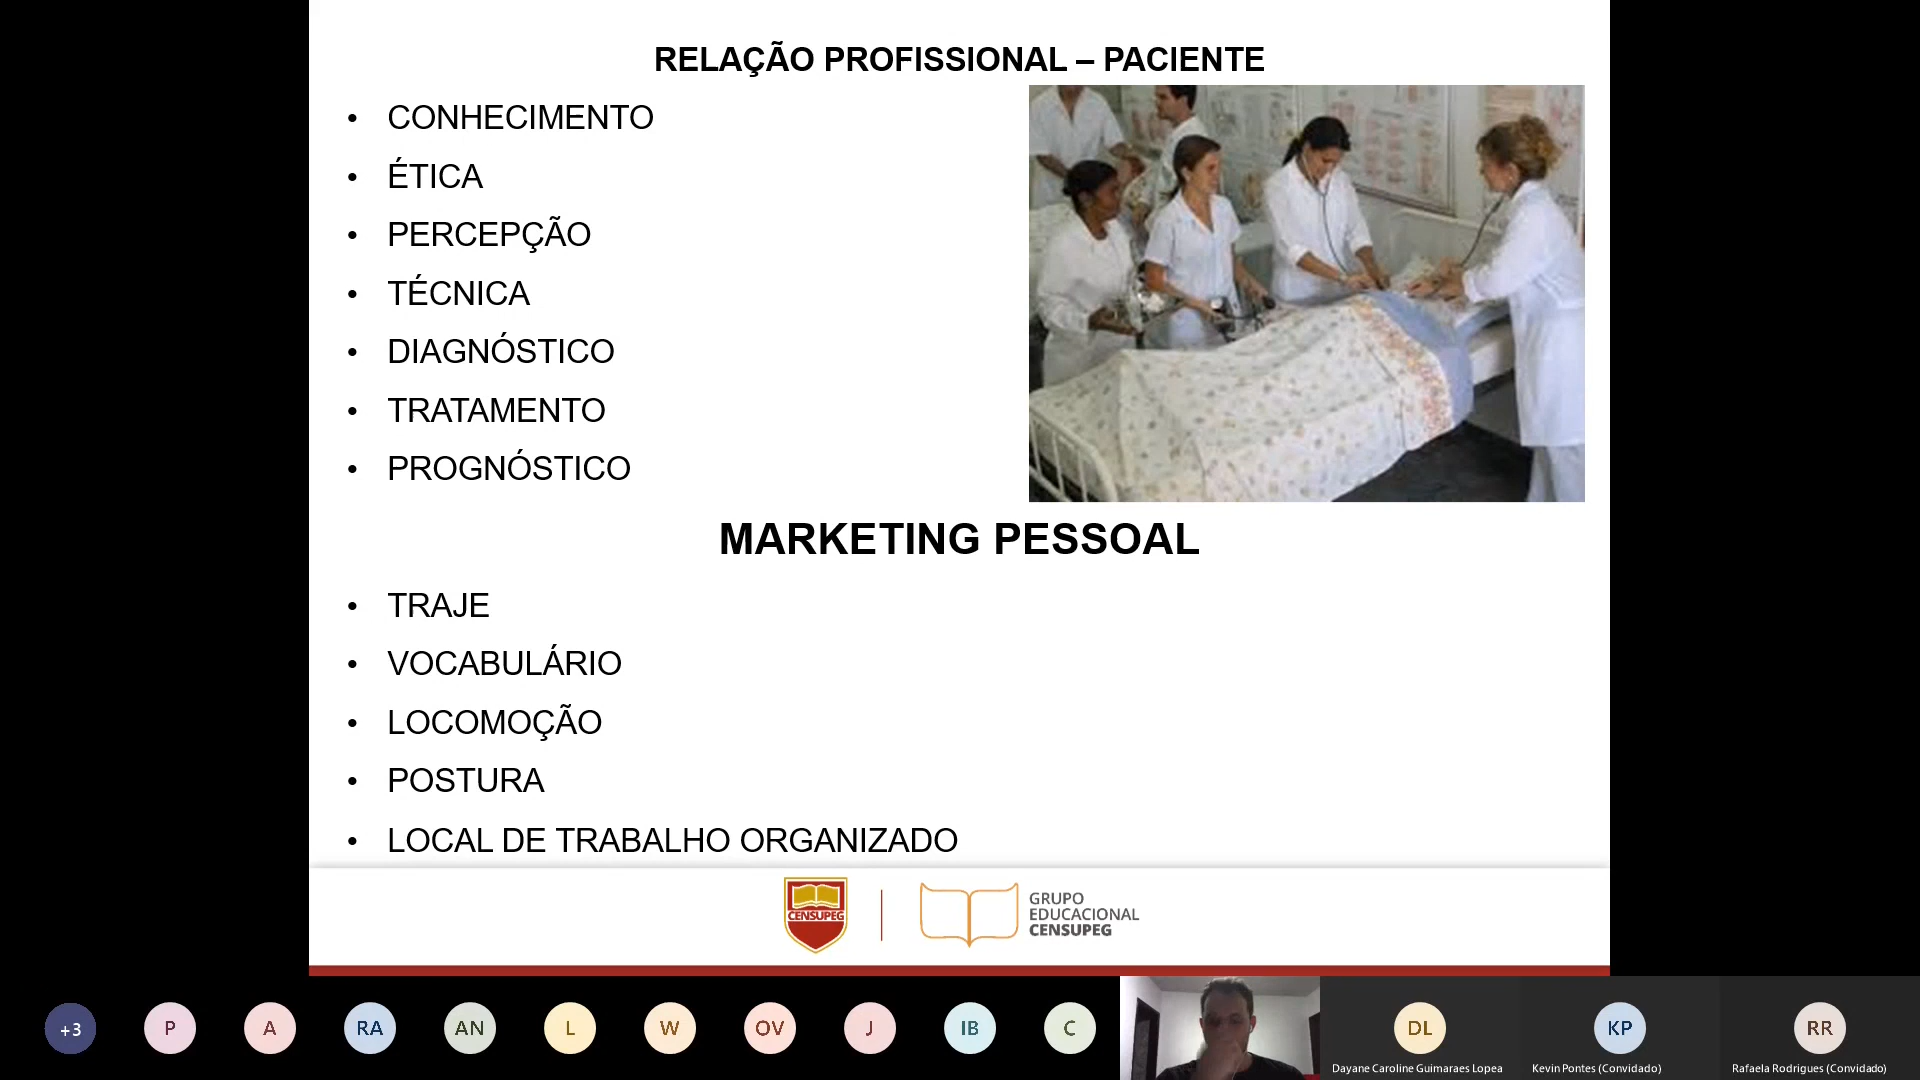 RELAÇÃO PROFISSIONAL – PACIENTE
• CONHECIMENTO
• ÉTICA
• PERCEPÇÃO
• TÉCNICA
• DIAGNÓSTICO
• TRATAMENTO
• PROGNÓSTICO
MARKETING PESSOAL
• TRAJE
• VOCABULÁRIO
• LOCOMOÇÃO
• POSTURA
• LOCAL DE TRABALHO ORGANIZADO
CENSUPEG
GRUPO
EDUCACIONAL
CENSUPEG
+3
P
A
RA
AN
L
W
OV
J
IB
C
DL
KP
RR
Dayane Caroline Guimaraes Lopea
Kevin Pontes (Convidado)
Rafaela Rodrigues (Convidado)